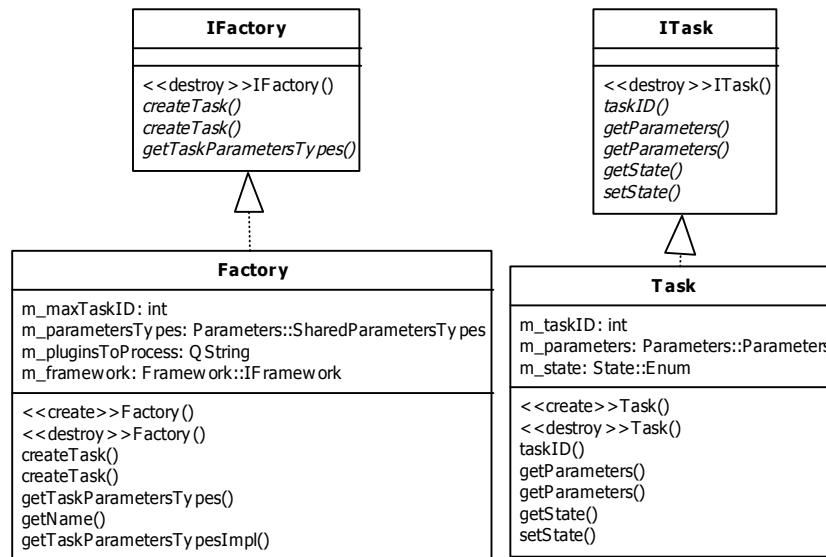 IFactory
<<destroy>>IFactory()
createTask()
createTask()
getTaskParametersTypes()
ITask
<<destroy>>ITask()
taskID()
getParameters()
getParameters()
getState()
setState()
Factory
m_maxTaskID: int
m_parametersTypes: Parameters::SharedParametersTypes
m_pluginsToProcess: QString
m_framework: Framework::IFramework
<<create>>Factory()
<<destroy>>Factory()
createTask()
createTask()
getTaskParametersTypes()
getName()
getTaskParametersTypesImpl()
Task
m_taskID: int
m_parameters: Parameters::Parameters
m_state: State::Enum
<<create>>Task()
<<destroy>>Task()
taskID()
getParameters()
getParameters()
getState()
setState()